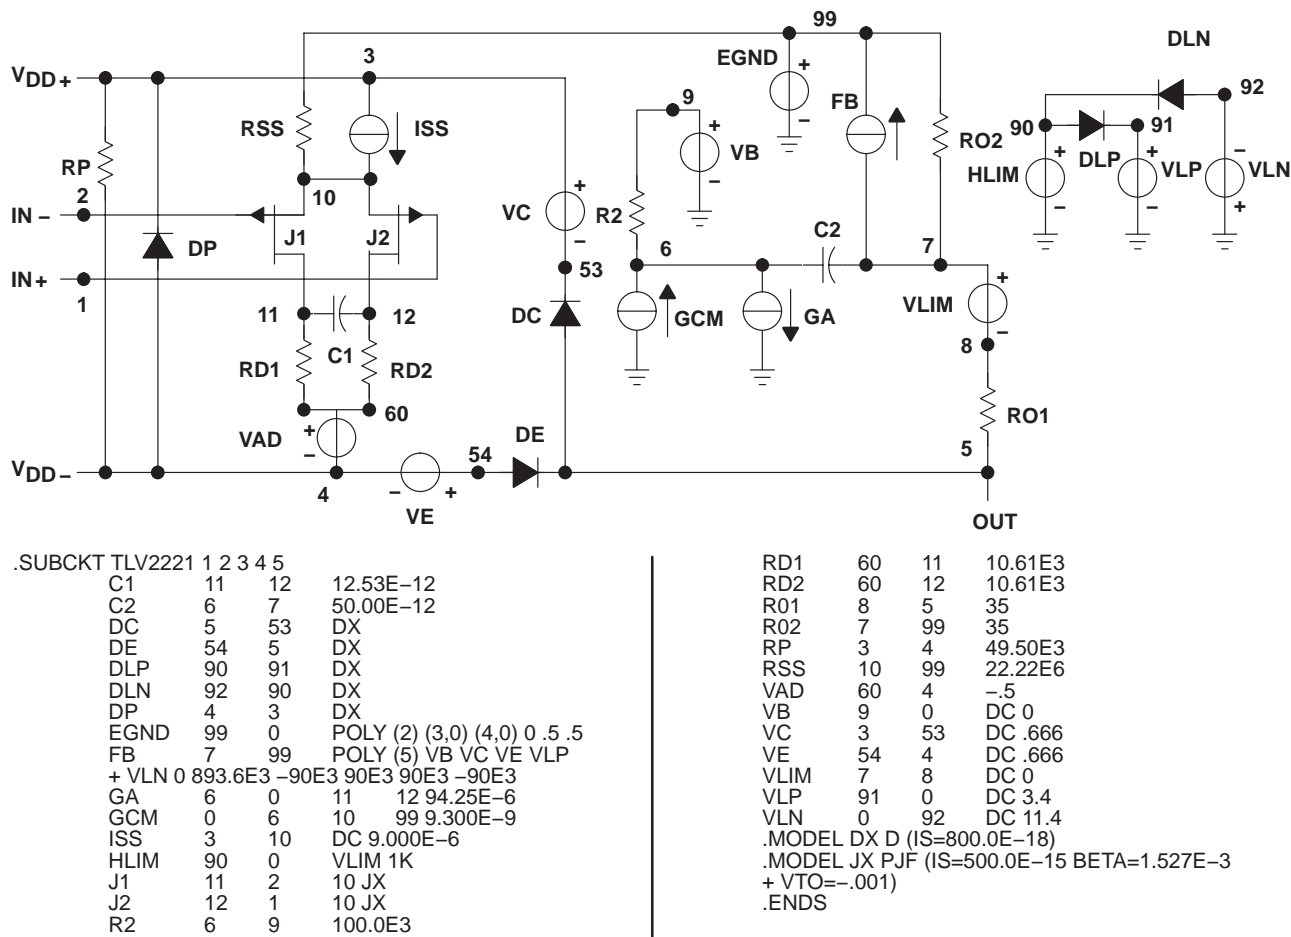 99
DLN
3
VDD+
EGND
+
−
92
9
RSS
ISS
FB
+
−
VB
90
91
RO2
RP
DLP
HLIM
+
−
+
−
VLP
−
+
VLN
2
10
IN −
VC
+
−
R2
C2
J1
J2
DP
6
7
IN+
1
53
+
−
VLIM
11
12
DC
GCM
GA
8
C1
RD1
RD2
RO1
60
VAD
+
−
DE
54
5
VDD−
4
−
+
VE
OUT
.SUBCKT TLV2221 1 2 3 4 5
C1 11 12 12.53E−12
C2 6 7 50.00E−12
DC 5 53 DX
DE 54 5 DX
DLP 90 91 DX
DLN 92 90 DX
DP 4 3 DX
EGND 99 0 POLY (2) (3,0) (4,0) 0 .5 .5
FB 7 99 POLY (5) VB VC VE VLP
+ VLN 0 893.6E3 −90E3 90E3 90E3 −90E3
GA 6 0 11 12 94.25E−6
GCM 0 6 10 99 9.300E−9
ISS 3 10 DC 9.000E−6
HLIM 90 0 VLIM 1K
J1 11 2 10 JX
J2 12 1 10 JX
R2 6 9 100.0E3
RD1 60 11 10.61E3
RD2 60 12 10.61E3
R01 8 5 35
R02 7 99 35
RP 3 4 49.50E3
RSS 10 99 22.22E6
VAD 60 4 −.5
VB 9 0 DC 0
VC 3 53 DC .666
VE 54 4 DC .666
VLIM 7 8 DC 0
VLP 91 0 DC 3.4
VLN 0 92 DC 11.4
.MODEL DX D (IS=800.0E−18)
.MODEL JX PJF (IS=500.0E−15 BETA=1.527E−3
+ VTO=−.001)
.ENDS